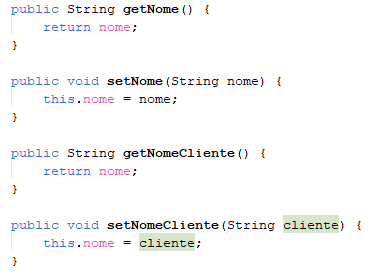 public String getNome() {
return nome;
}
public void setNome(String nome) {
this.nome = nome;
}
public String getNomeCliente() {
return nome;
}
public void setNomeCliente(String cliente) {
this.nome = cliente;
}